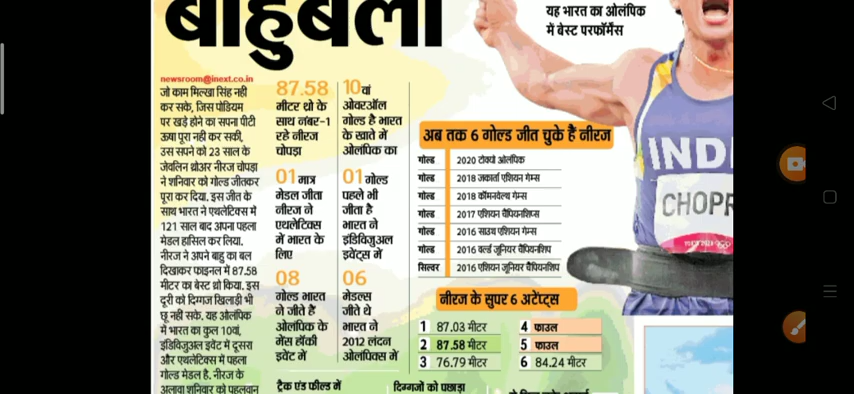 बाहुबली
यह भारत का ओलंपिक
में बेस्ट परफॉर्मेंस
newsroom@inext.co.in
जो काम मिल्खा सिंह नही
कर सके, जिस पोडियम
पर खड़े होने का सपना पीटी
ऊषा पूरा नही कर सकी,
उस सपने को 23 साल के
जेवलिन थ्रोअर नीरज चोपड़ा
ने शनिवार को गोल्ड जीतकर
पूरा कर दिया. इस जीत के
साथ भारत ने एथलेटिक्स में
121 साल बाद अपना पहला
मेडल हासिल कर लिया.
नीरज ने अपने बाहु का बल
दिखाकर फाइनल में 87.58
मीटर का बेस्ट थ्रो किया. इस
दूरी को दिग्गज खिलाड़ी भी
छू नहीं सके. यह ओलंपिक
में भारत का कुल 10वां,
इंडिविजुअल इवेंट में दूसरा
और एथलेटिक्स में पहला
गोल्ड मेडल है. नीरज के
अलावा शनिवार को पहलवान
87.58
मीटर थ्रो के
साथ नंबर-1
रहे नीरज
चोपड़ा
01 मात्र
मेडल जीता
नीरज ने
एथलेटिक्स
में भारत के
लिए
08
गोल्ड भारत
ने जीते हैं
ओलंपिक के
मेंस हॉकी
इवेंट में
10वां
ओवरऑल
गोल्ड है भारत
के खाते में
ओलंपिक का
01 गोल्ड
पहले भी
जीता है
भारत ने
इंडिविजुअल
इवेंट्स में
06
मेडल्स
जीते थे
भारत ने
2012 लंदन
ओलंपिक्स में
अब तक 6 गोल्ड जीत चुके हैं नीरज
गोल्ड 2020 टोक्यो ओलंपिक
गोल्ड 2018 जकार्ता एशियन गेम्स
गोल्ड 2018 कॉमनवेल्थ गेम्स
गोल्ड 2017 एशियन चैंपियनशिप्स
गोल्ड 2016 साउथ एशियन गेम्स
गोल्ड 2016 वर्ल्ड जूनियर चैंपियनशिप
सिल्वर 2016 एशियन जूनियर चैंपियनशिप
INDI
CHOPR
नीरज के सुपर 6 अटेंप्ट्स
1 87.03 मीटर 4 फाउल
2 87.58 मीटर 5 फाउल
3 76.79 मीटर 6 84.24 मीटर
ट्रैक एंड फील्ड में
दिग्गजों को पछाड़ा